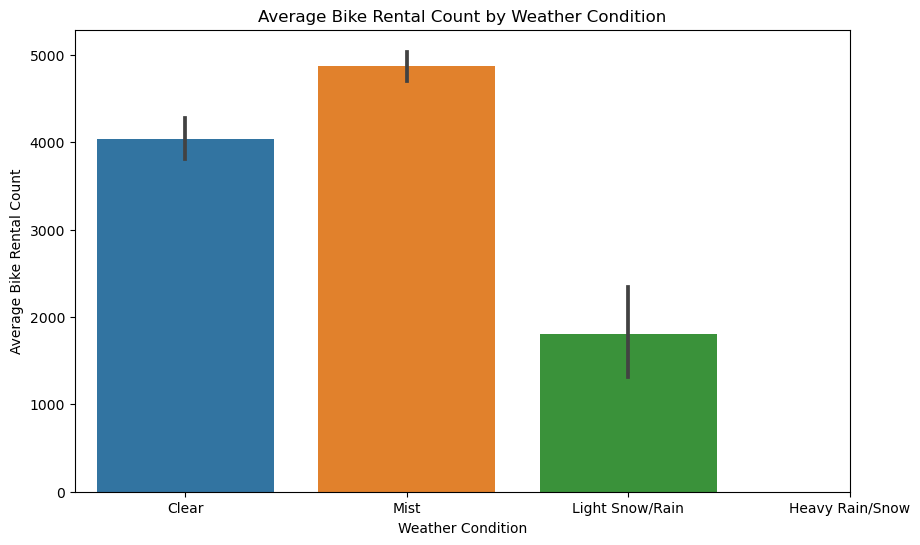 Average Bike Rental Count by Weather Condition
Average Bike Rental Count
5000
4000
3000
2000
1000
0
Clear Mist Light Snow/Rain Heavy Rain/Snow
Weather Condition